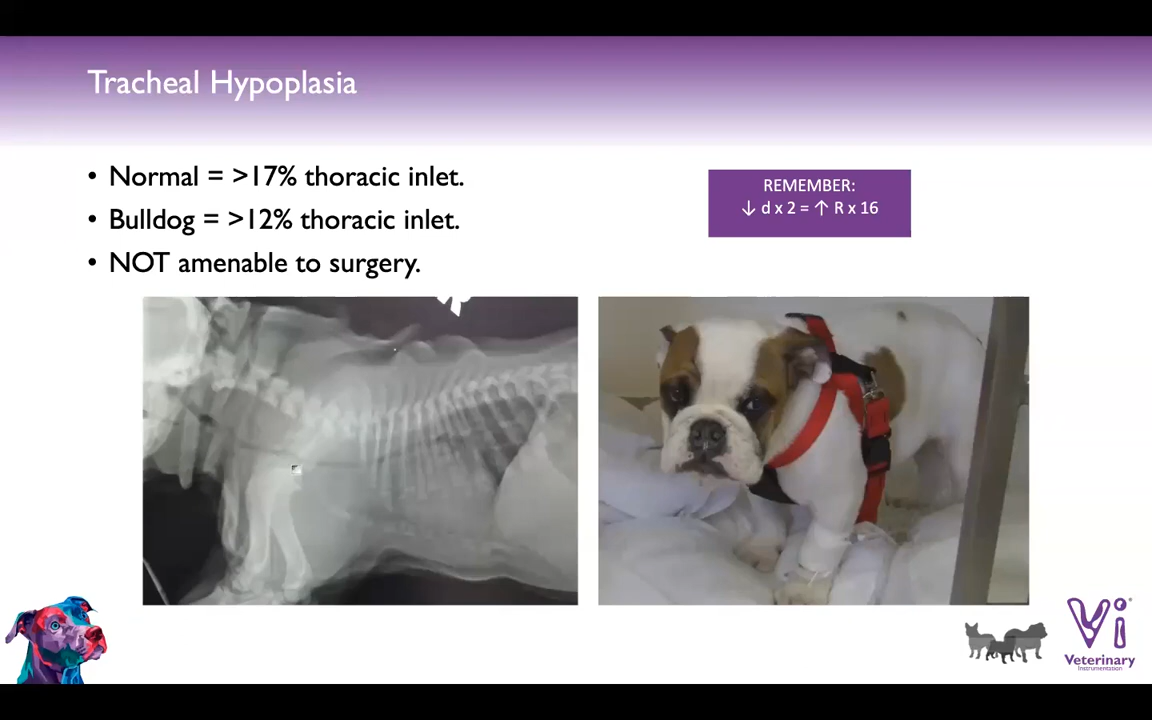 Tracheal Hypoplasia
• Normal = >17% thoracic inlet.
• Bulldog = >12% thoracic inlet.
• NOT amenable to surgery.
REMEMBER:
↓ d x 2 = ↑ R x 16
Vi
Veterinary
Instrumentation